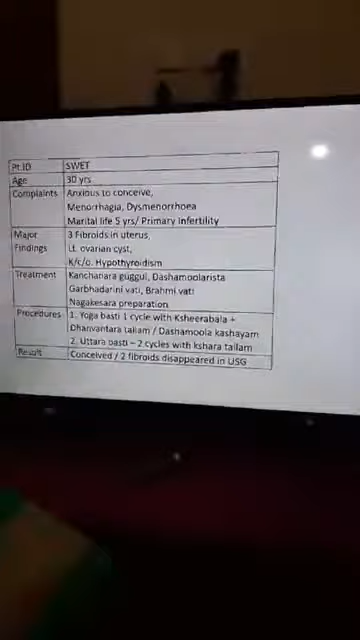 Pt.ID SWET
Age 30 yrs
Complaints Anxious to conceive,
Menorrhagia, Dysmenorrhoea
Marital life 5 yrs/ Primary Infertility
Major 3 Fibroids in uterus,
Findings Lt. ovarian cyst,
K/c/o. Hypothyroidism
Treatment Kanchanara guggul, Dashamoolarista
Garbhadarini vati, Brahmi vati
Nagakesara preparation
Procedures 1. Yoga basti 1 cycle with Ksheerabala +
Dhanvantara tailam / Dashamoola kashayam
2. Uttara basti – 2 cycles with kshara tailam
Result Conceived / 2 fibroids disappeared in USG